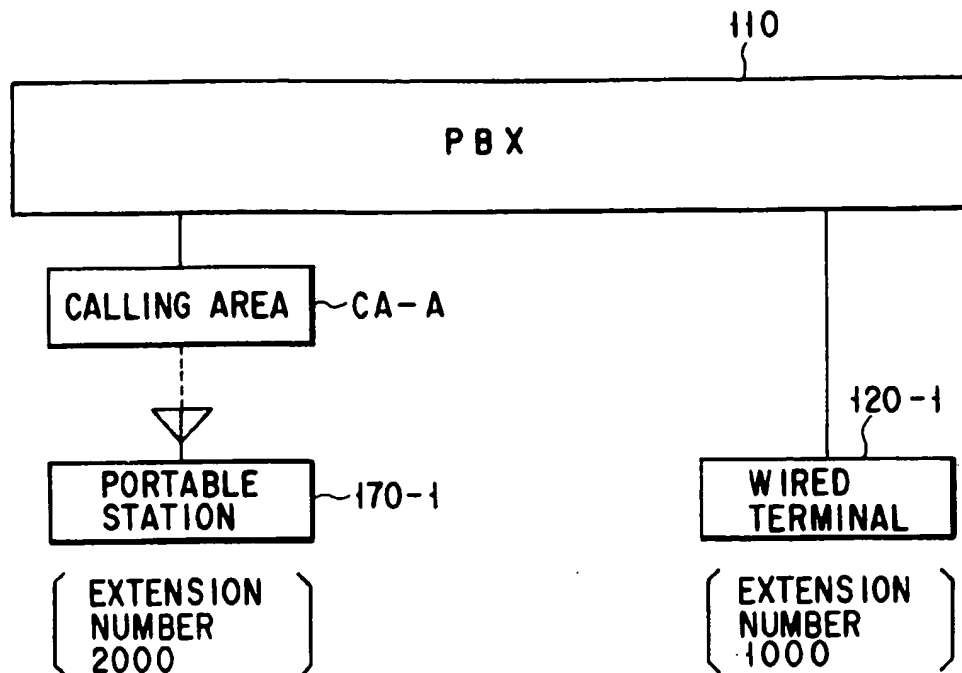 110
PBX
CALLING AREA
CA-A
PORTABLE
STATION
170-1
120-1
WIRED
TERMINAL
EXTENSION
NUMBER
2000
EXTENSION
NUMBER
1000